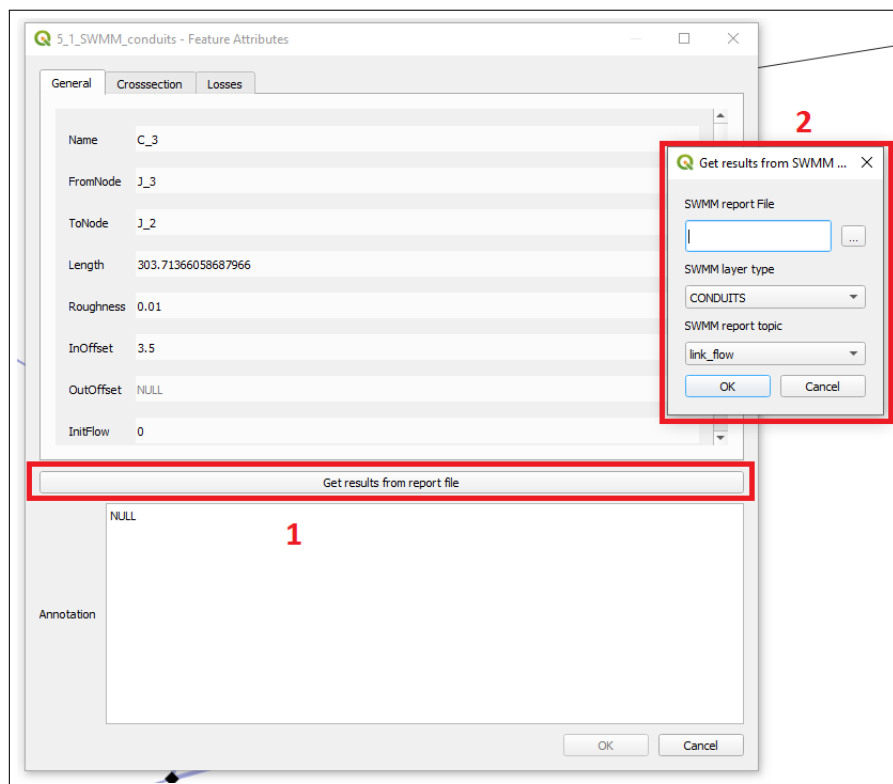 5_1_SWMM_conduits - Feature Attributes
General Crosssection Losses
Name C_3
FromNode J_3
ToNode J_2
Length 303.71366058687966
Roughness 0.01
InOffset 3.5
OutOffset NULL
InitFlow 0
Get results from report file
1
NULL
Annotation
OK Cancel
2
Get results from SWMM ...
SWMM report File
...
SWMM layer type
CONDUITS
SWMM report topic
link_flow
OK Cancel